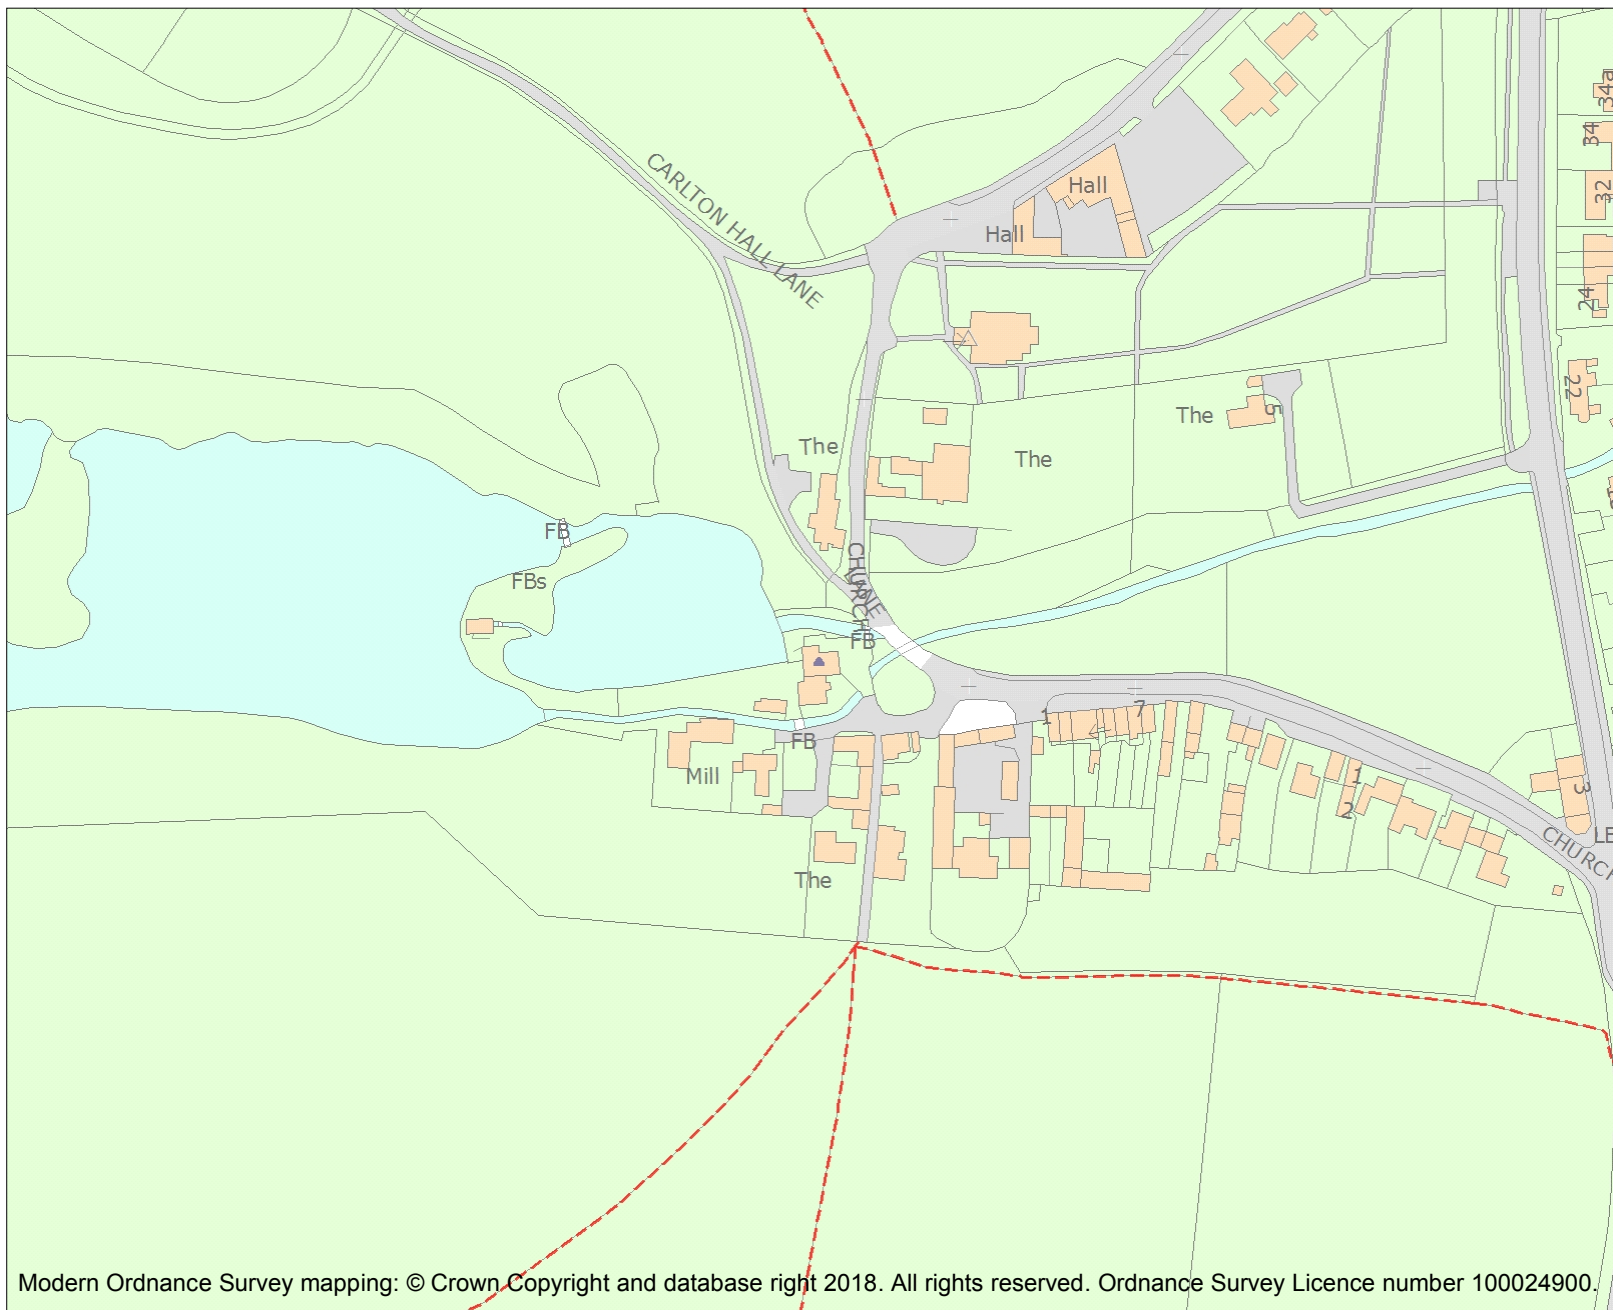 34a
34
CARLTON HALL LANE
Hall
32
Hall
24
22
The
5
The
The
FB
CHURCH
LANE
FBs
FB
1
7
FB
Mill
1
3
2
CHURCH
The
Modern Ordnance Survey mapping: © Crown Copyright and database right 2018. All rights reserved. Ordnance Survey Licence number 100024900.